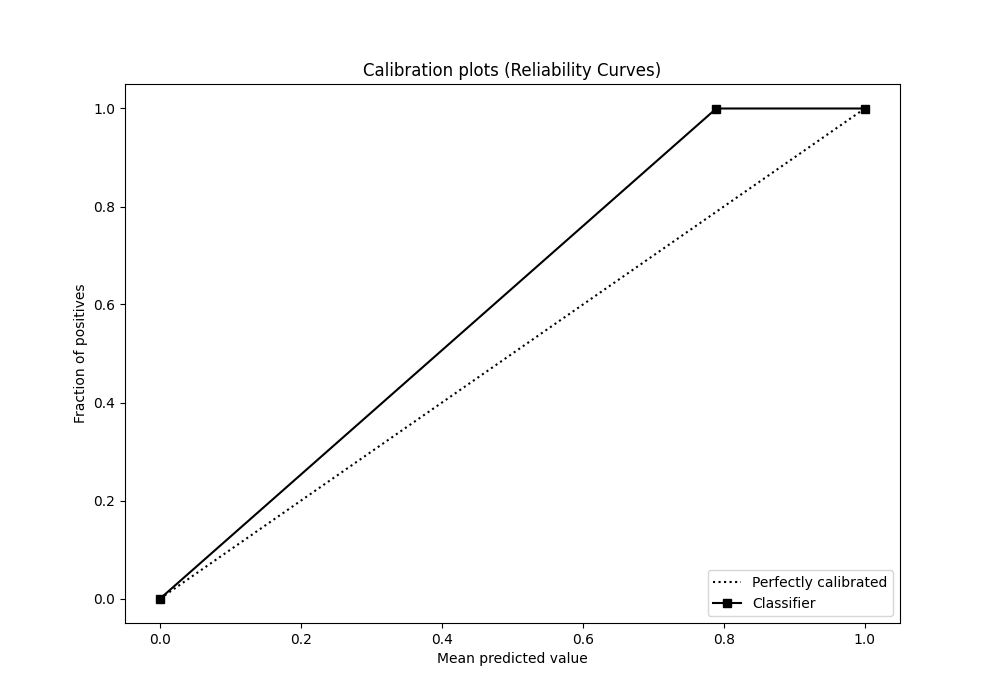 Calibration plots (Reliability Curves)
1.0
0.8
0.6
0.4
0.2
0.0
Fraction of positives
0.0 0.2 0.4 0.6 0.8 1.0
Mean predicted value
Perfectly calibrated
Classifier